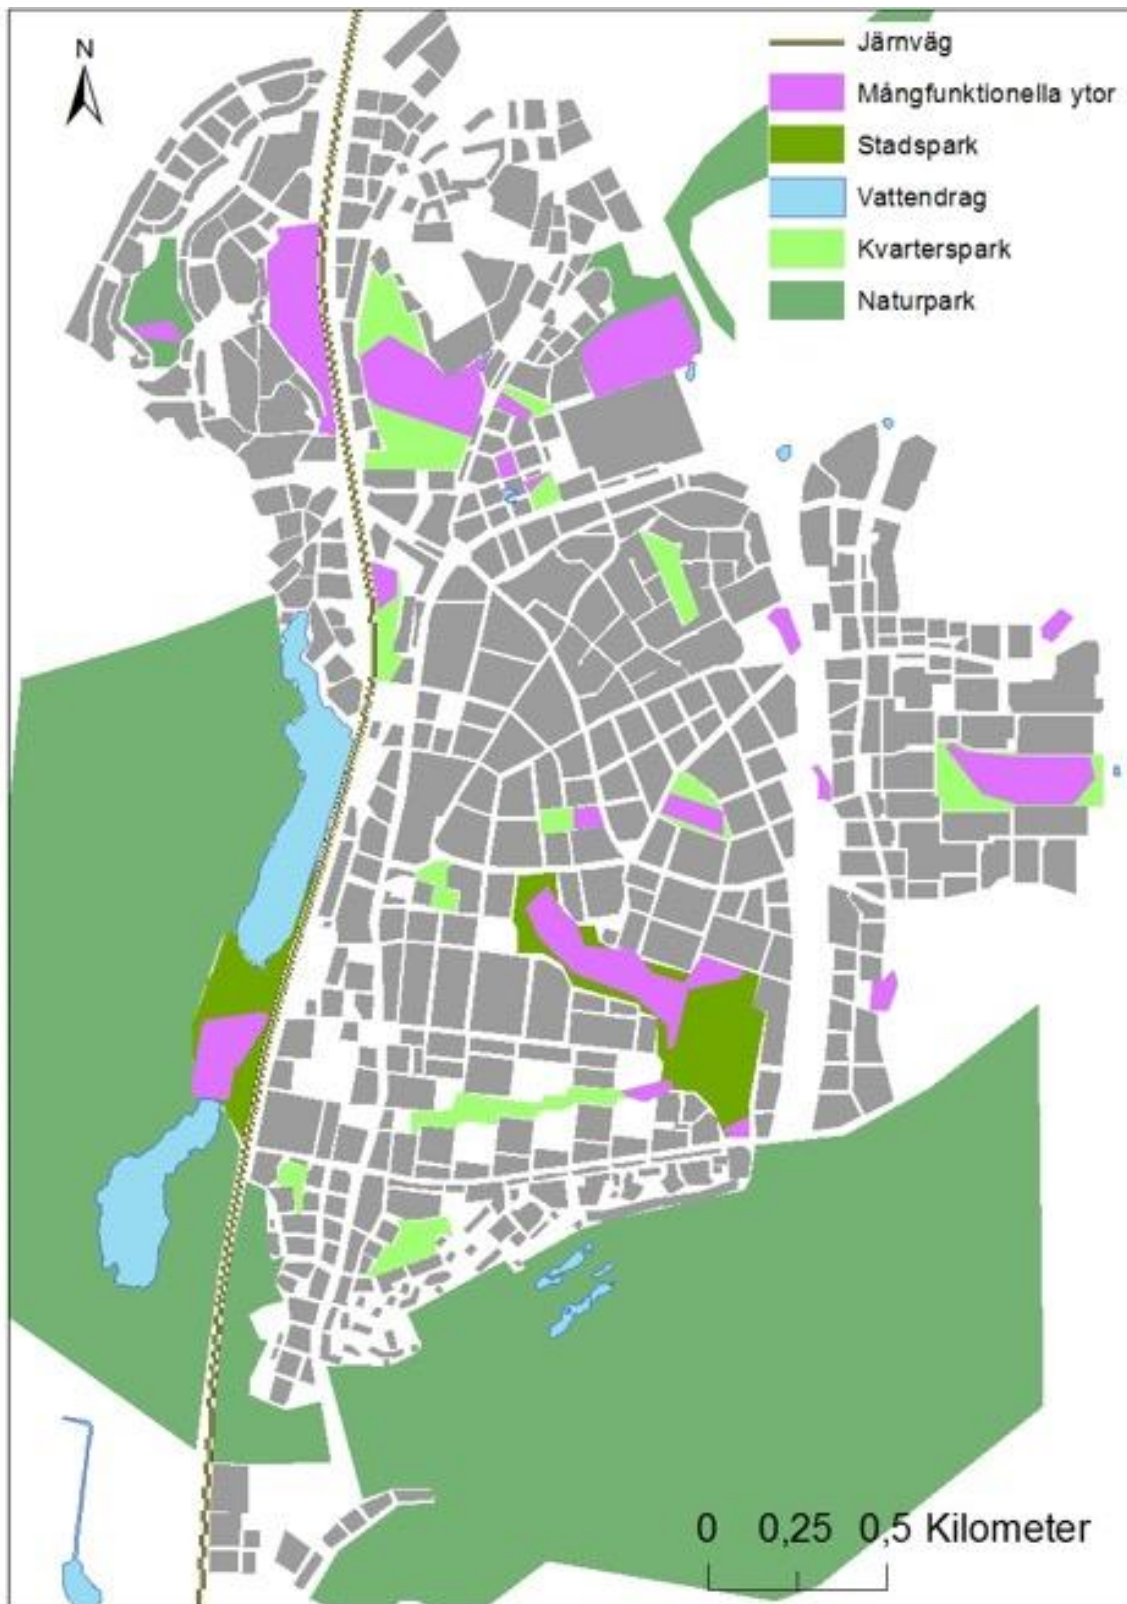 N
Järnväg
Mångfunktionella ytor
Stadspark
Vattendrag
Kvarterspark
Naturpark
0 0,25 0,5 Kilometer